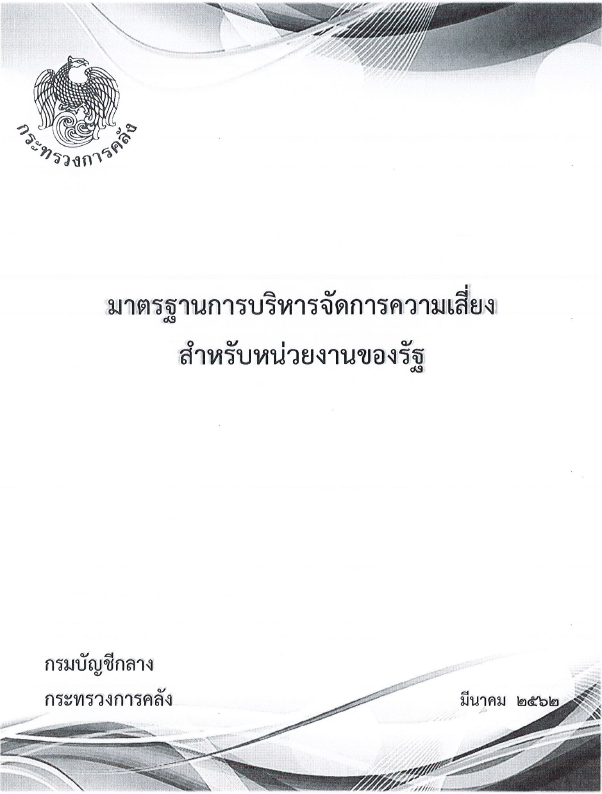 กระทรวงการคลัง
มาตรฐานการบริหารจัดการความเสี่ยง
สำหรับหน่วยงานของรัฐ
กรมบัญชีกลาง
กระทรวงการคลัง
มีนาคม ๒๕๖๒